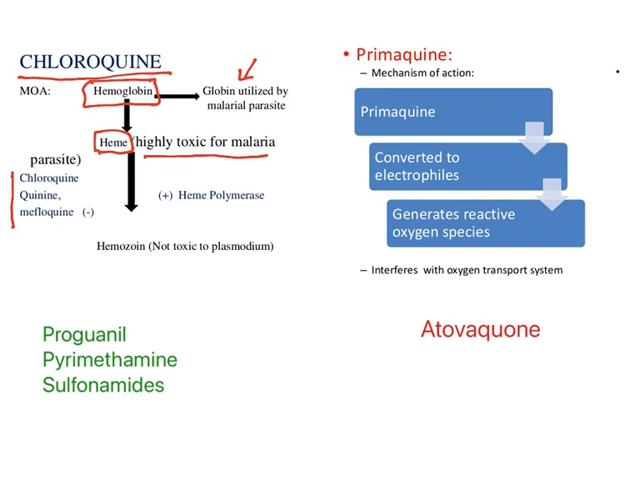 CHLOROQUINE
MOA: Hemoglobin Globin utilized by
malarial parasite
Heme (highly toxic for malaria
parasite)
Chloroquine
Quinine, (+) Heme Polymerase
mefloquine (-)
Hemozoin (Not toxic to plasmodium)
Proguanil
Pyrimethamine
Sulfonamides
• Primaquine:
– Mechanism of action:
Primaquine
Converted to
electrophiles
Generates reactive
oxygen species
– Interferes with oxygen transport system
Atovaquone
•